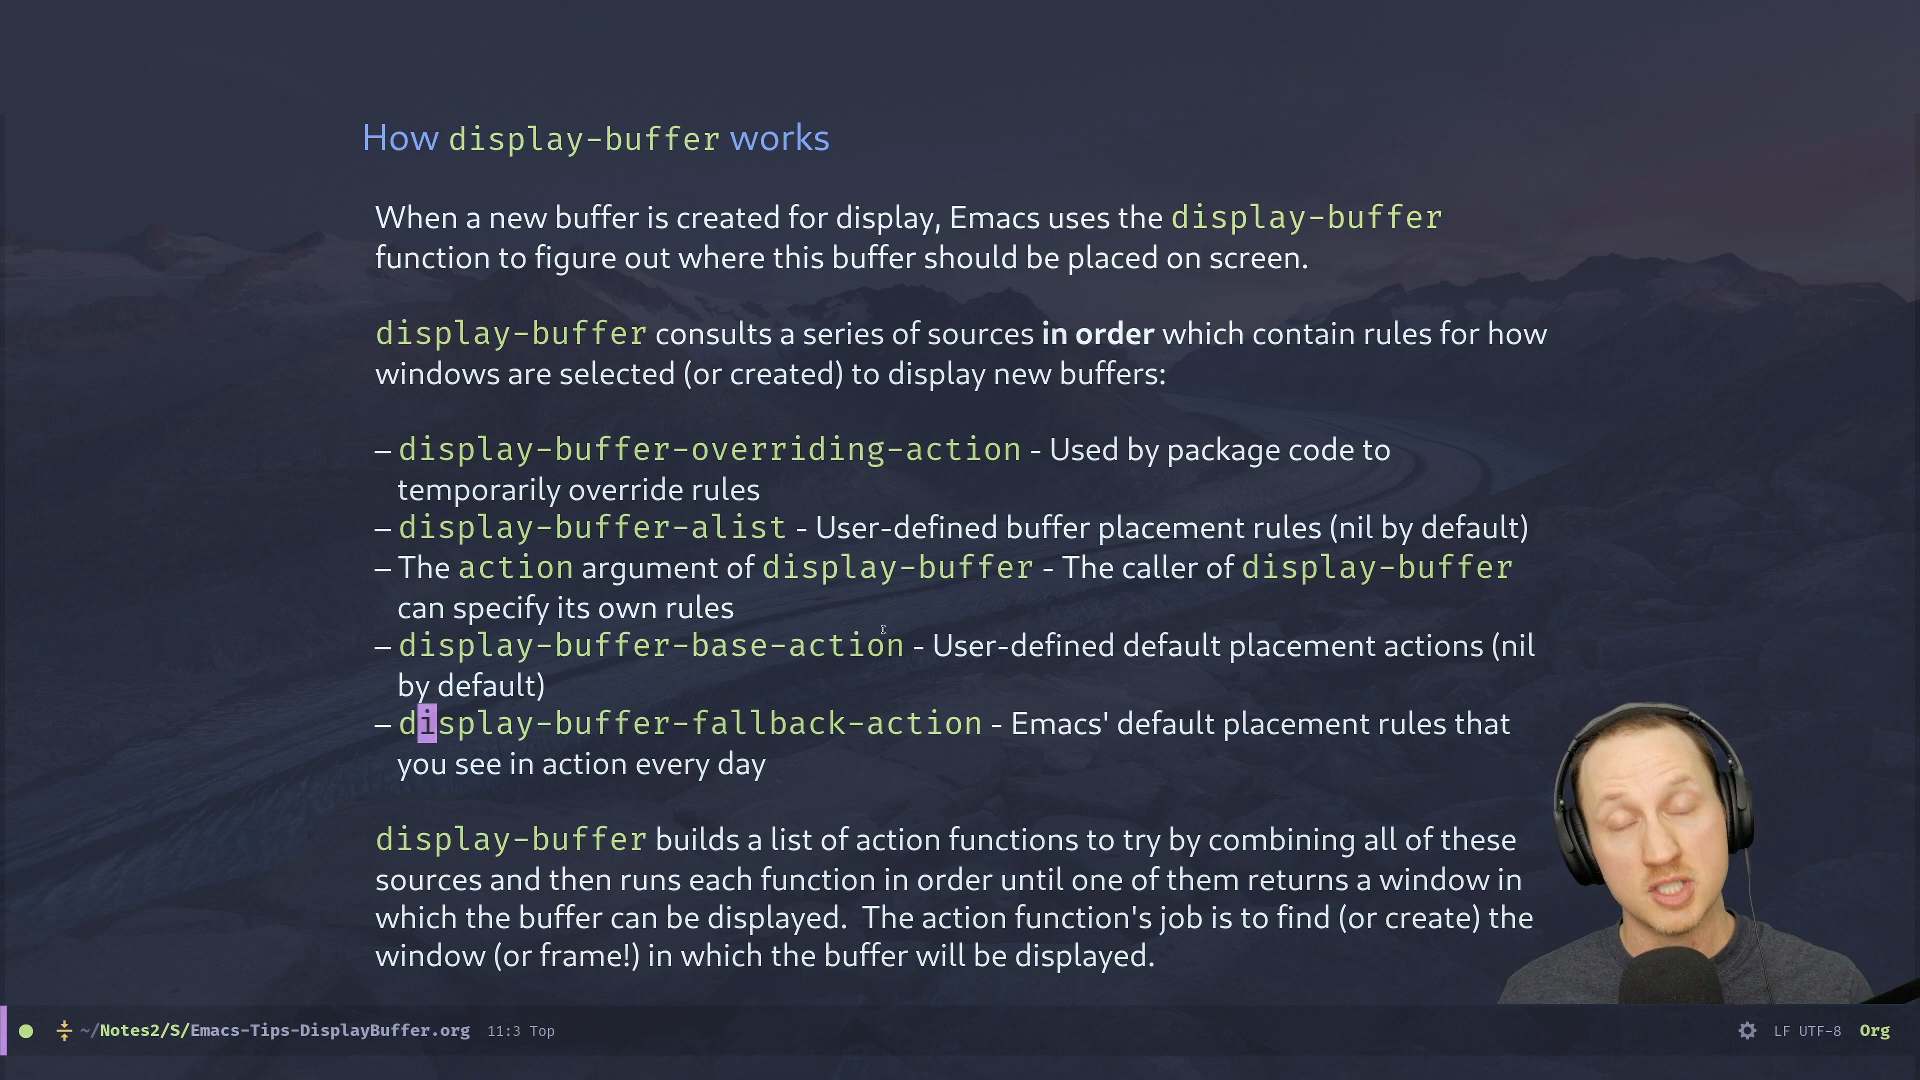 How display-buffer works
When a new buffer is created for display, Emacs uses the display-buffer
function to figure out where this buffer should be placed on screen.
display-buffer consults a series of sources in order which contain rules for how
windows are selected (or created) to display new buffers:
– display-buffer-overriding-action - Used by package code to
temporarily override rules
– display-buffer-alist - User-defined buffer placement rules (nil by default)
– The action argument of display-buffer - The caller of display-buffer
can specify its own rules
– display-buffer-base-action - User-defined default placement actions (nil
by default)
– display-buffer-fallback-action - Emacs' default placement rules that
you see in action every day
display-buffer builds a list of action functions to try by combining all of these
sources and then runs each function in order until one of them returns a window in
which the buffer can be displayed.  The action function's job is to find (or create) the
window (or frame!) in which the buffer will be displayed.
~/Notes2/S/Emacs-Tips-DisplayBuffer.org 11:3 Top LF UTF-8 Org